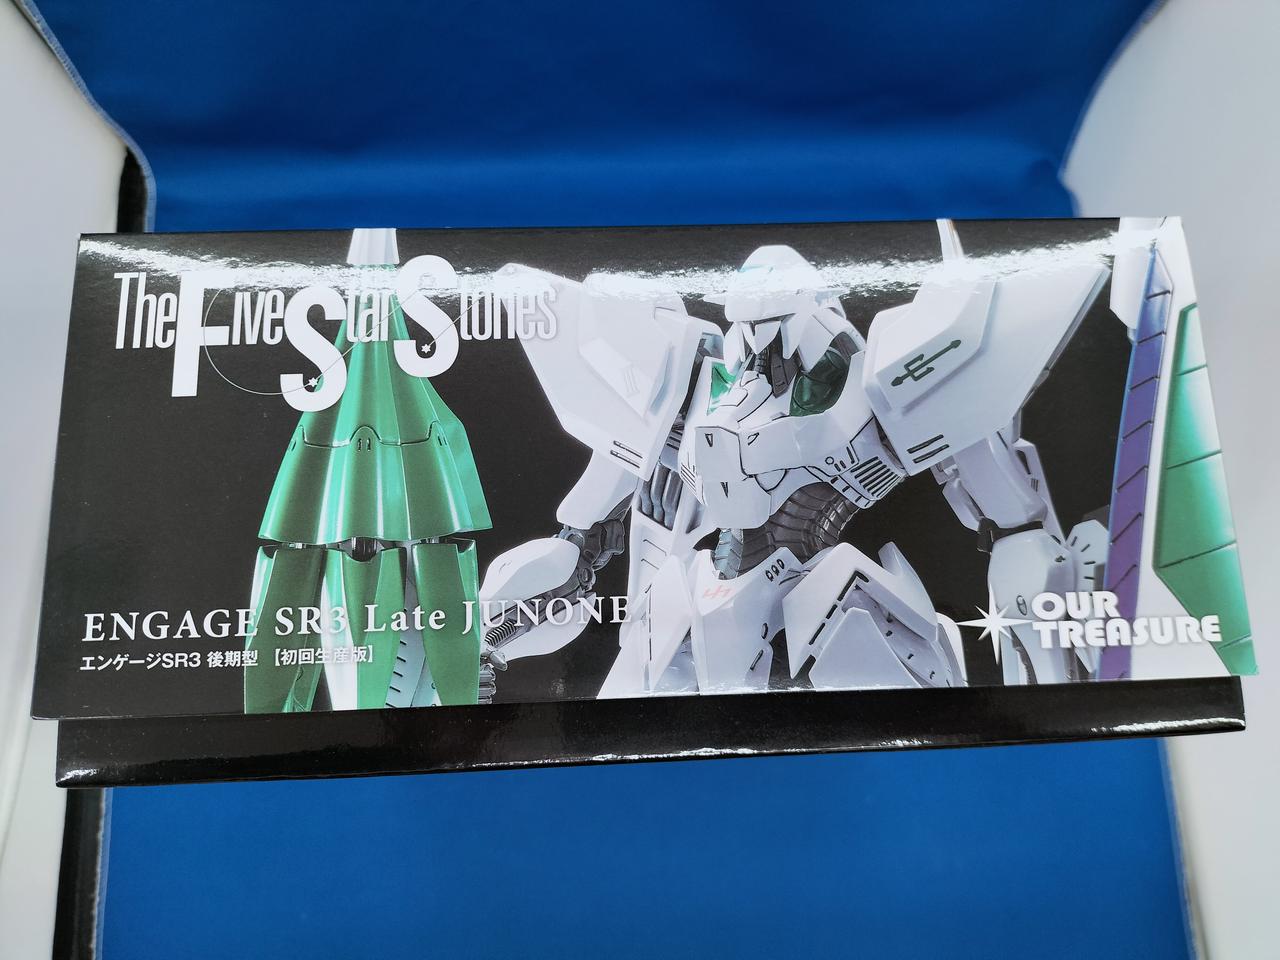 The Five Star Stories
ENGAGE SR3 Late JUNONE
エンゲージSR3 後期型 【初回生産版】
OUR
TREASURE